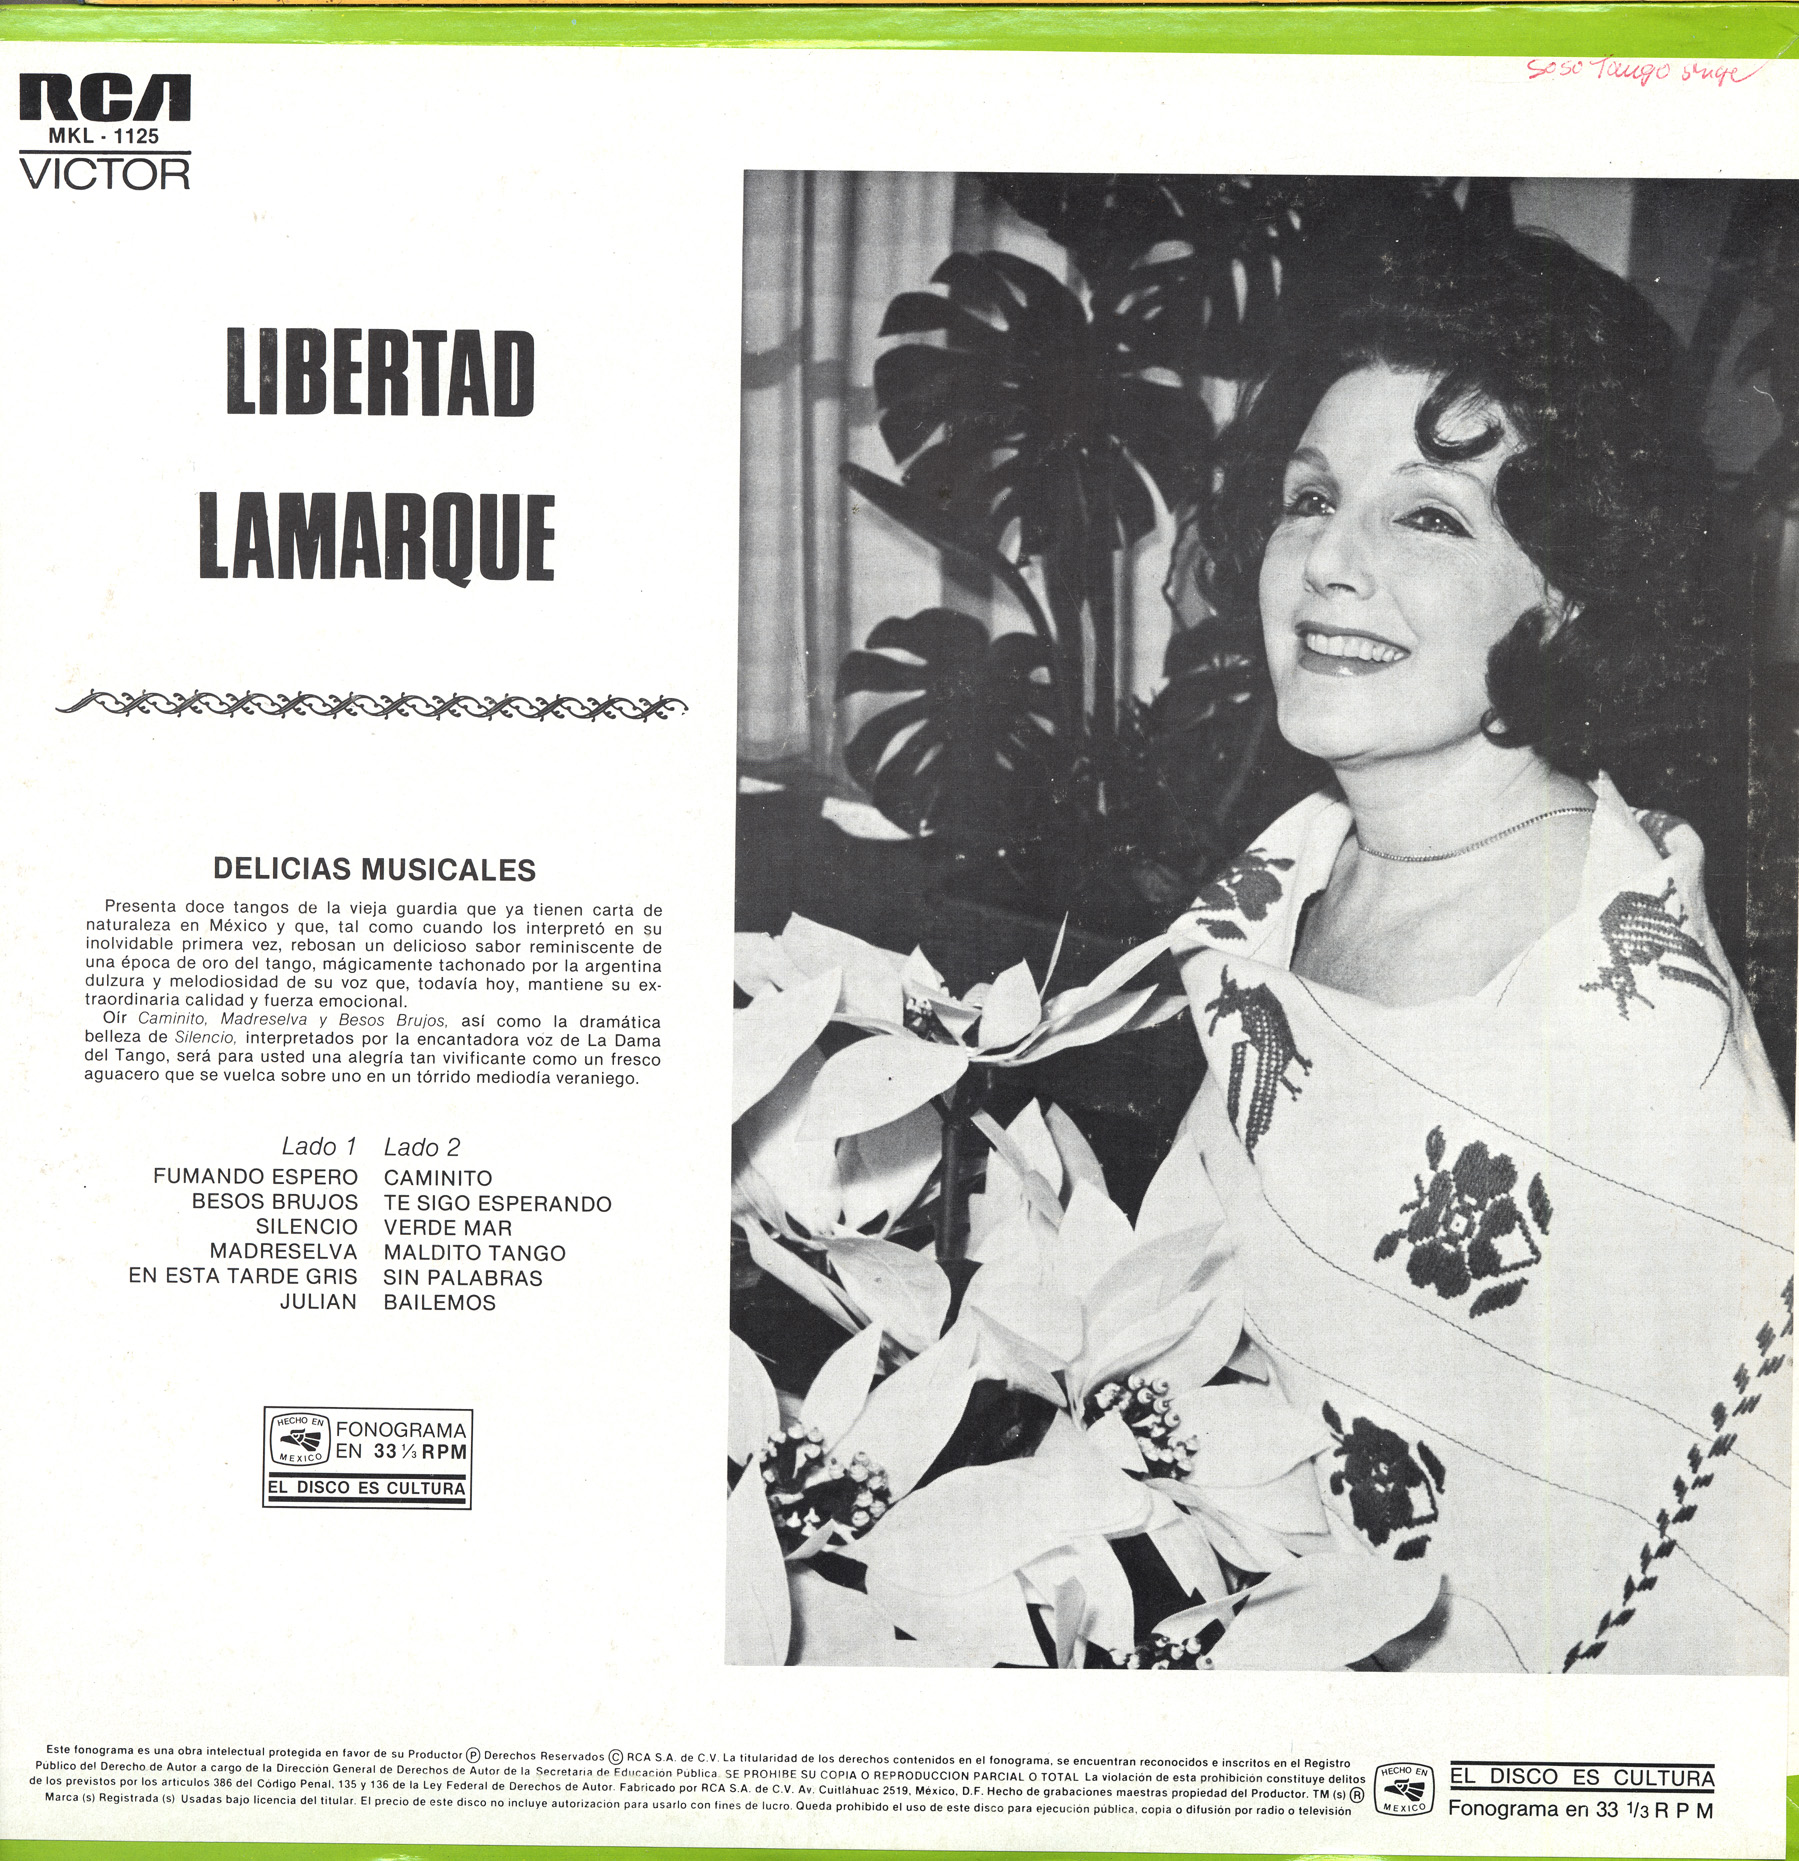 soso Tango
RCA
MKL - 1125
VICTOR
LIBERTAD
LAMARQUE
DELICIAS MUSICALES
Presenta doce tangos de la vieja guardia que ya tienen carta de
naturaleza en México y que, tal como cuando los interpretó en su
inolvidable primera vez, rebosan un delicioso sabor reminiscente de
una época de oro del tango, mágicamente tachonado por la argentina
dulzura y melodiosidad de su voz que, todavía hoy, mantiene su ex-
traordinaria calidad y fuerza emocional.
Oír Caminito, Madreselva y Besos Brujos, así como la dramática
belleza de Silencio, interpretados por la encantadora voz de La Dama
del Tango, será para usted una alegría tan vivificante como un fresco
aguacero que se vuelca sobre uno en un tórrido mediodía veraniego.
Lado 1 Lado 2
FUMANDO ESPERO CAMINITO
BESOS BRUJOS TE SIGO ESPERANDO
SILENCIO VERDE MAR
MADRESELVA MALDITO TANGO
EN ESTA TARDE GRIS SIN PALABRAS
JULIAN BAILEMOS
HECHO EN
MEXICO
FONOGRAMA
EN 33 1/3 RPM
EL DISCO ES CULTURA
Este fonograma es una obra intelectual protegida en favor de su Productor Ⓟ Derechos Reservados Ⓒ RCA S.A. de C.V. La titularidad de los derechos contenidos en el fonograma, se encuentran reconocidos e inscritos en el Registro
Público del Derecho de Autor a cargo de la Dirección General de Derechos de Autor de la Secretaría de Educación Pública. SE PROHIBE SU COPIA O REPRODUCCION PARCIAL O TOTAL La violación de esta prohibición constituye delitos
de los previstos por los articulos 386 del Código Penal, 135 y 136 de la Ley Federal de Derechos de Autor. Fabricado por RCA S.A. de C.V. Av. Cuitláhuac 2519, México, D.F. Hecho de grabaciones maestras propiedad del Productor. TM (s) Ⓡ
Marca (s) Registrada (s) Usadas bajo licencia del titular. El precio de este disco no incluye autorizacion para usarlo con fines de lucro. Queda prohibido el uso de este disco para ejecución pública, copia o difusión por radio o televisión
HECHO EN
MEXICO
EL DISCO ES CULTURA
Fonograma en 33 1/3 R P M